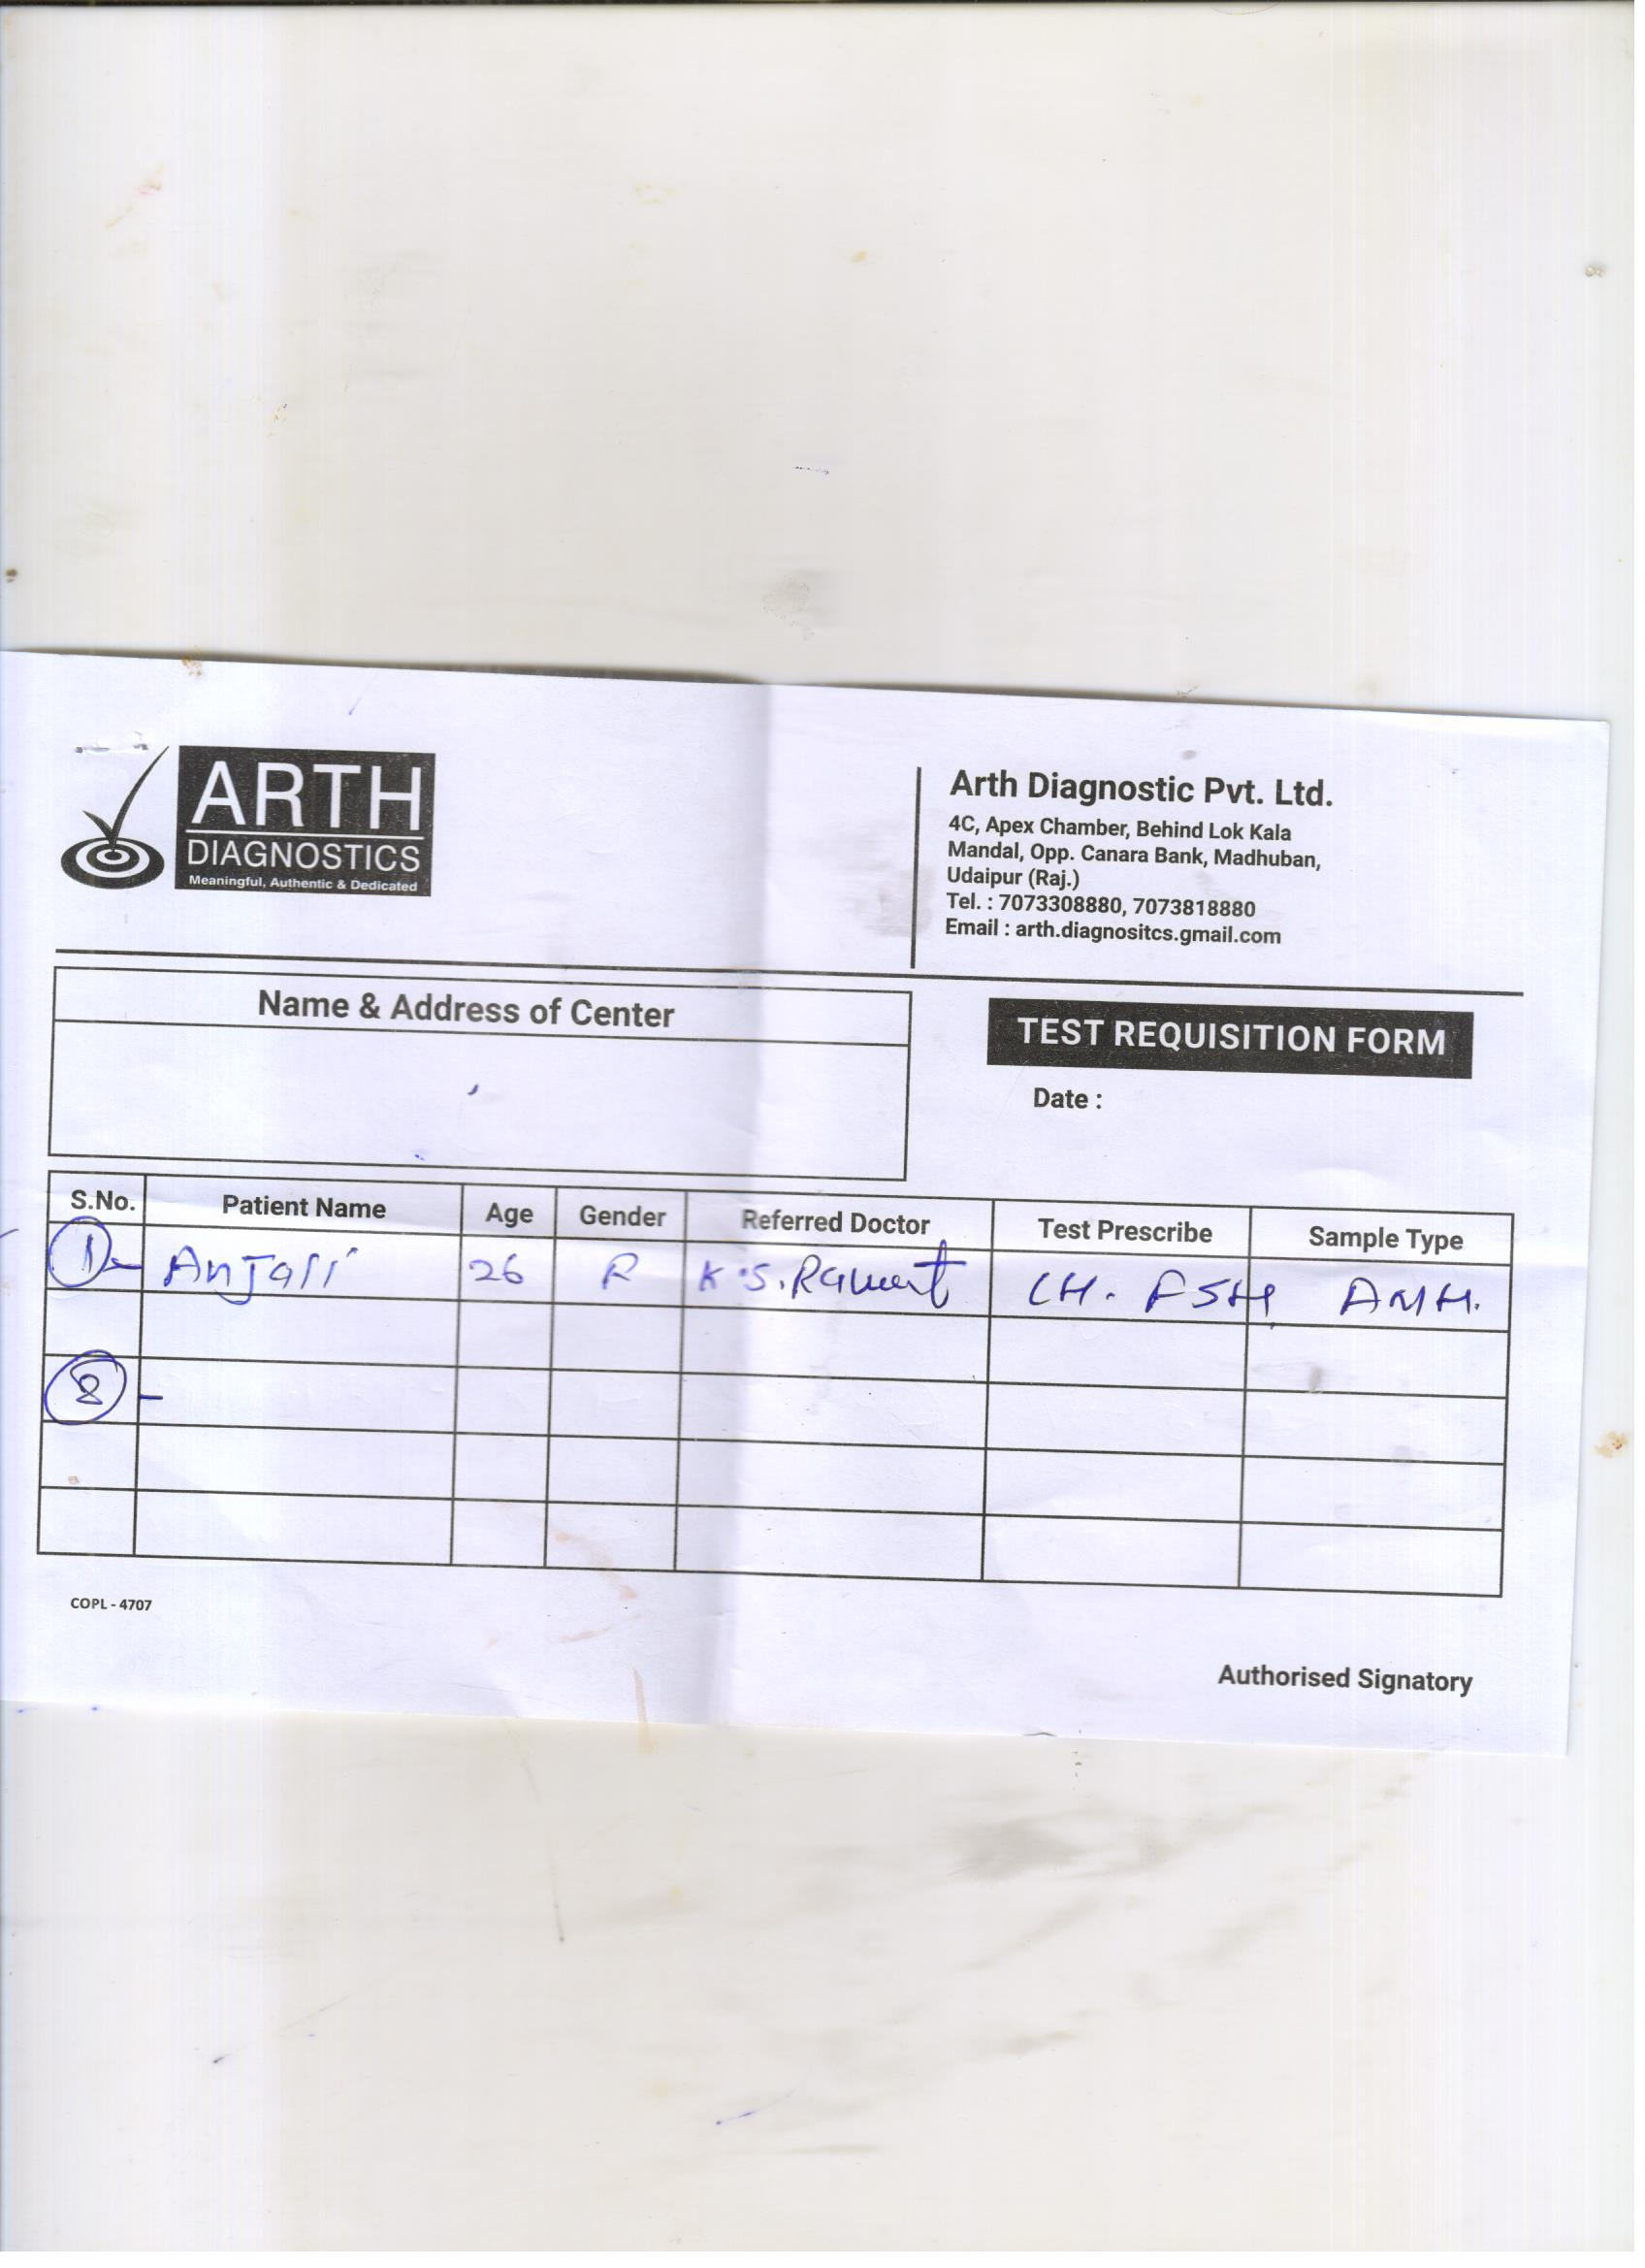 ARTH
DIAGNOSTICS
Meaningful, Authentic & Dedicated
Arth Diagnostic Pvt. Ltd.
4C, Apex Chamber, Behind Lok Kala
Mandal, Opp. Canara Bank, Madhuban,
Udaipur (Raj.)
Tel. : 7073308880, 7073818880
Email : arth.diagnositcs.gmail.com
Name & Address of Center
TEST REQUISITION FORM
Date :
S.No. Patient Name Age Gender Referred Doctor Test Prescribe Sample Type
1 Anjali 26 K.S. Rawat LH. FSH AMH.
8 -
COPL - 4707
Authorised Signatory